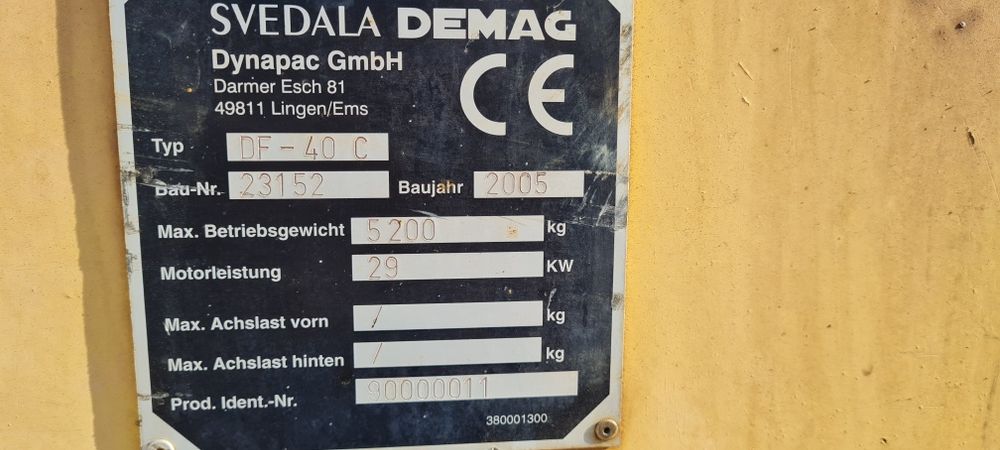 SVEDALA DEMAG
Dynapac GmbH
Darmer Esch 81
49811 Lingen/Ems
CE
Typ DF-40 C
Bau-Nr. 23152 Baujahr 2005
Max. Betriebsgewicht 5200 kg
Motorleistung 29 KW
Max. Achslast vorn / kg
Max. Achslast hinten / kg
Prod. Ident.-Nr. 90000011
380001300